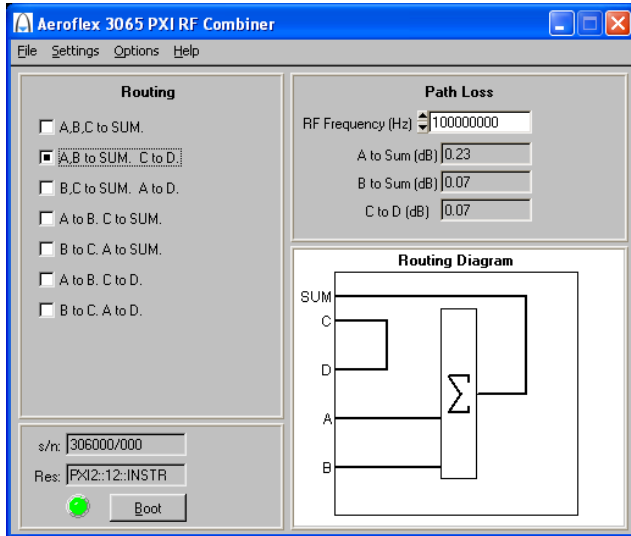 Aeroflex 3065 PXI RF Combiner
File Settings Options Help
Routing
A,B,C to SUM.
A,B to SUM. C to D.
B,C to SUM. A to D.
A to B. C to SUM.
B to C. A to SUM.
A to B. C to D.
B to C. A to D.
s/n: 306000/000
Res: PXI2::12::INSTR
Boot
Path Loss
RF Frequency (Hz) 100000000
A to Sum (dB) 0.23
B to Sum (dB) 0.07
C to D (dB) 0.07
Routing Diagram
SUM
C
D
A
B
Σ